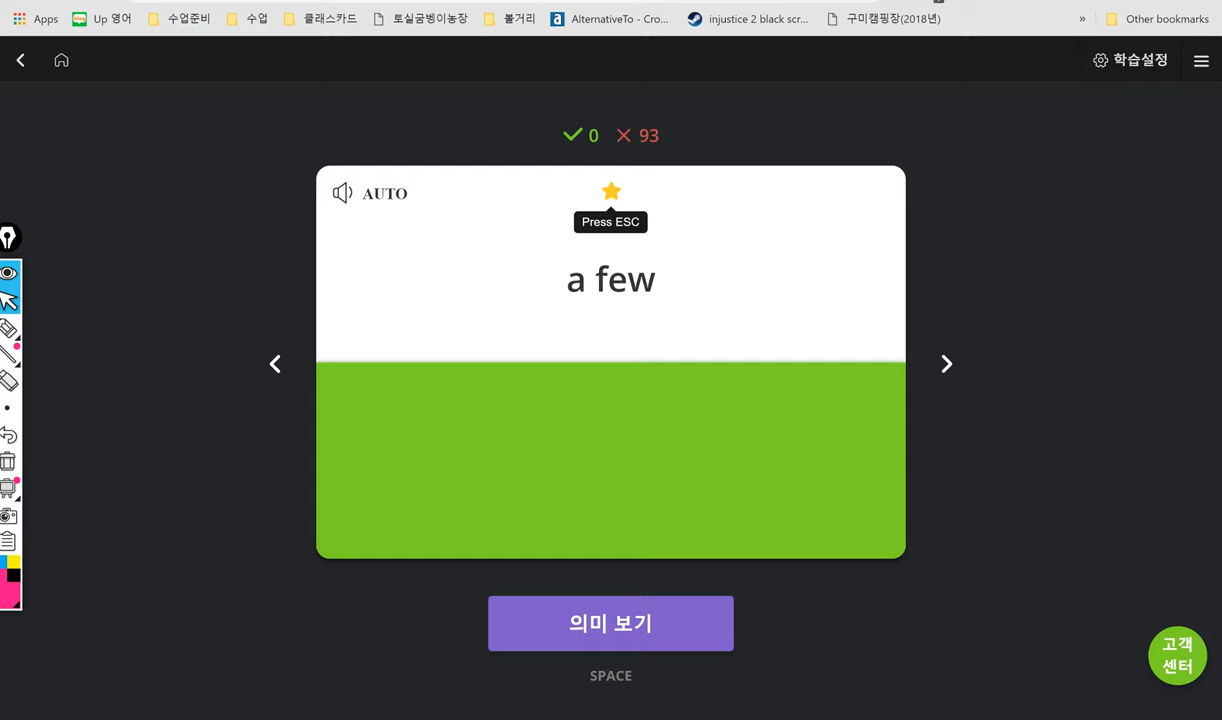 Apps Up 영어 수업준비 수업 클래스카드 토실굼벵이농장 볼거리 AlternativeTo - Cro... injustice 2 black scr... 구미캠핑장(2018년) » Other bookmarks
학습설정
0 93
AUTO
Press ESC
a few
의미 보기
SPACE
고객
센터